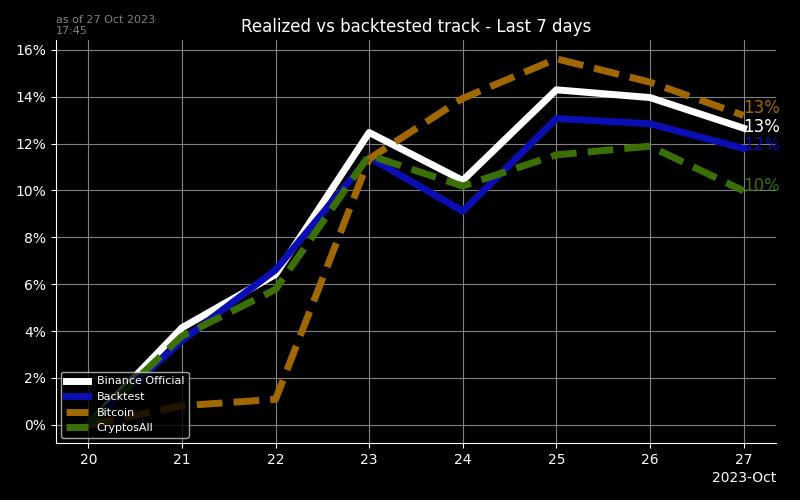 as of 27 Oct 2023
17:45
Realized vs backtested track - Last 7 days
16%
14%
12%
10%
8%
6%
4%
2%
0%
13%
13%
12%
10%
Binance Official
Backtest
Bitcoin
CryptosAll
20 21 22 23 24 25 26 27
2023-Oct